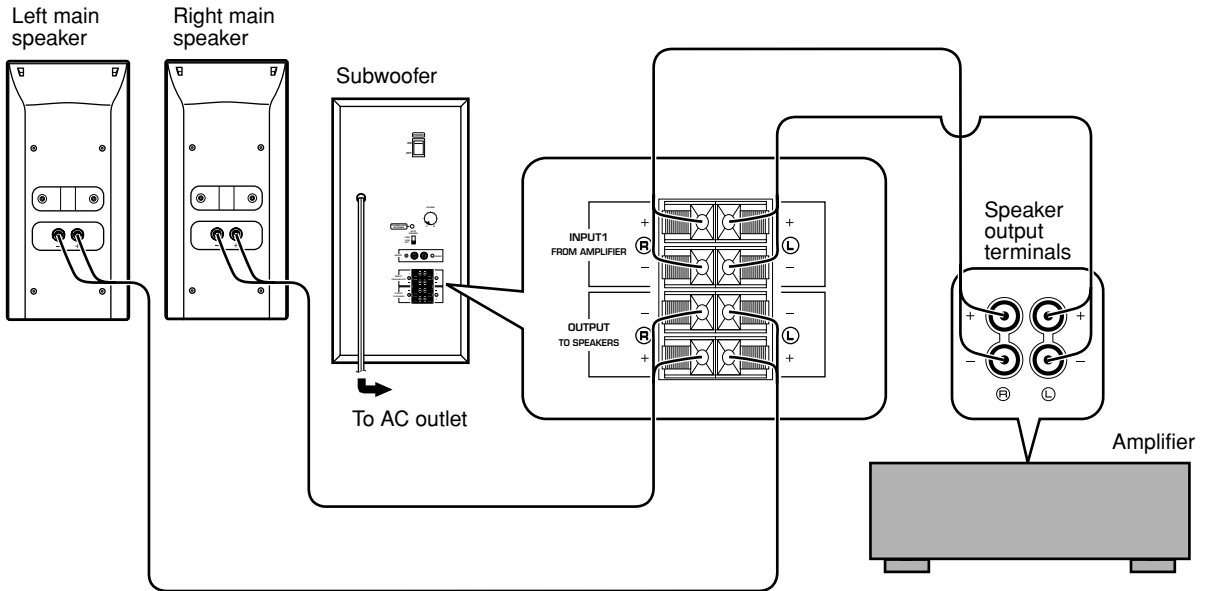 Left main
speaker
Right main
speaker
Subwoofer
To AC outlet
INPUT1
FROM AMPLIFIER
+
R
−
+
L
−
OUTPUT
TO SPEAKERS
−
R
+
−
L
+
Speaker
output
terminals
+
−
+
−
R
L
Amplifier
− +
− +